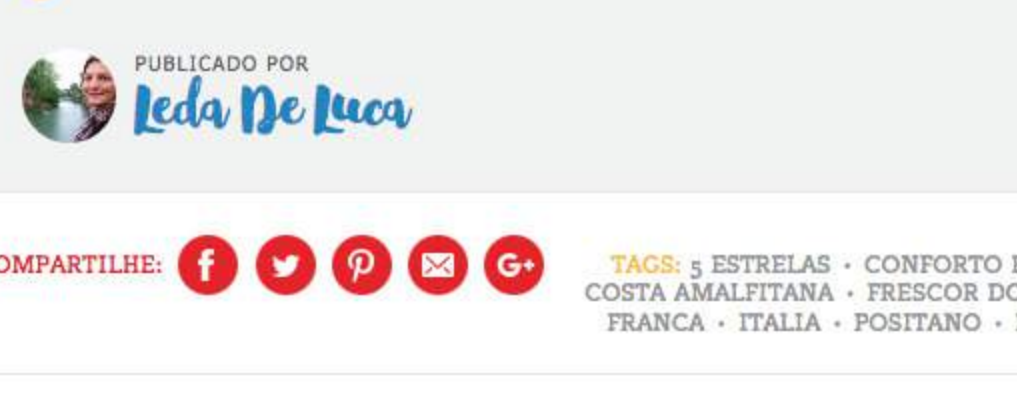 PUBLICADO POR
Leda De Luca
OMPARTILHE:
TAGS: 5 ESTRELAS · CONFORTO
COSTA AMALFITANA · FRESCOR DO
FRANCA · ITALIA · POSITANO ·